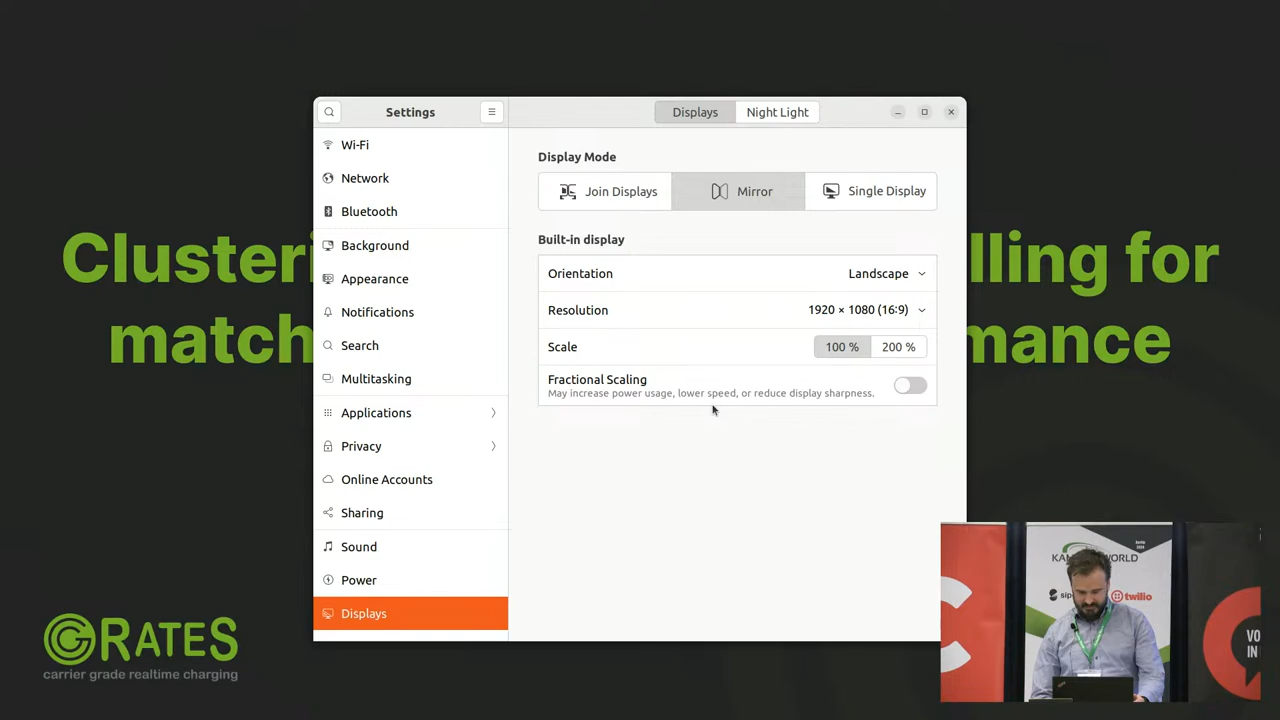 Settings
Displays
Night Light
Wi-Fi
Network
Bluetooth
Background
Appearance
Notifications
Search
Multitasking
Applications
Privacy
Online Accounts
Sharing
Sound
Power
Displays
Display Mode
Join Displays
Mirror
Single Display
Built-in display
Orientation
Landscape
Resolution
1920 × 1080 (16:9)
Scale
100 %
200 %
Fractional Scaling
May increase power usage, lower speed, or reduce display sharpness.
Clusteri
lling for
match
mance
CGRATES
carrier grade realtime charging
WORLD
twilio
VO
IN